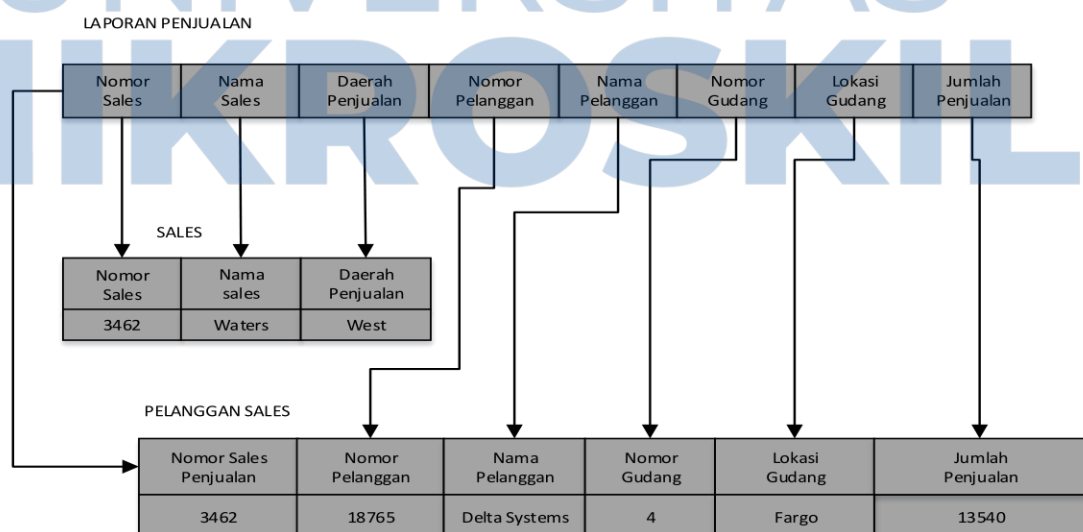 UNIVERSITAS
MIKROSKIL
LAPORAN PENJUALAN
Nomor Sales
Nama Sales
Daerah Penjualan
Nomor Pelanggan
Nama Pelanggan
Nomor Gudang
Lokasi Gudang
Jumlah Penjualan
SALES
Nomor Sales
Nama sales
Daerah Penjualan
3462
Waters
West
PELANGGAN SALES
Nomor Sales Penjualan
Nomor Pelanggan
Nama Pelanggan
Nomor Gudang
Lokasi Gudang
Jumlah Penjualan
3462
18765
Delta Systems
4
Fargo
13540